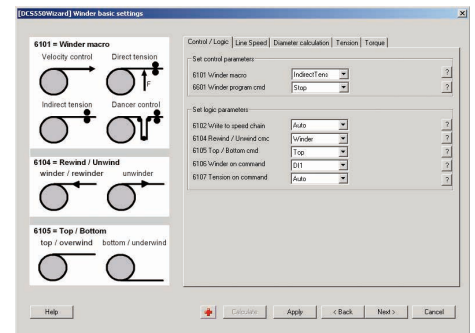 [DCS550Wizard] Winder basic settings
6101 = Winder macro
Velocity control
Direct tension
F
Indirect tension
Dancer control
6104 = Rewind / Unwind
winder / rewinder
unwinder
6105 = Top / Bottom
top / overwind
bottom / underwind
Control / Logic
Line Speed
Diameter calculation
Tension
Torque
Set control parameters
6101 Winder macro
IndirectTens
?
6601 Winder program cmd
Stop
?
Set logic parameters
6102 Write to speed chain
Auto
?
6104 Rewind / Unwind cmc
Winder
?
6105 Top / Bottom cmd
Top
?
6106 Winder on command
DI1
?
6107 Tension on command
Auto
?
Help
Calculate
Apply
< Back
Next >
Cancel